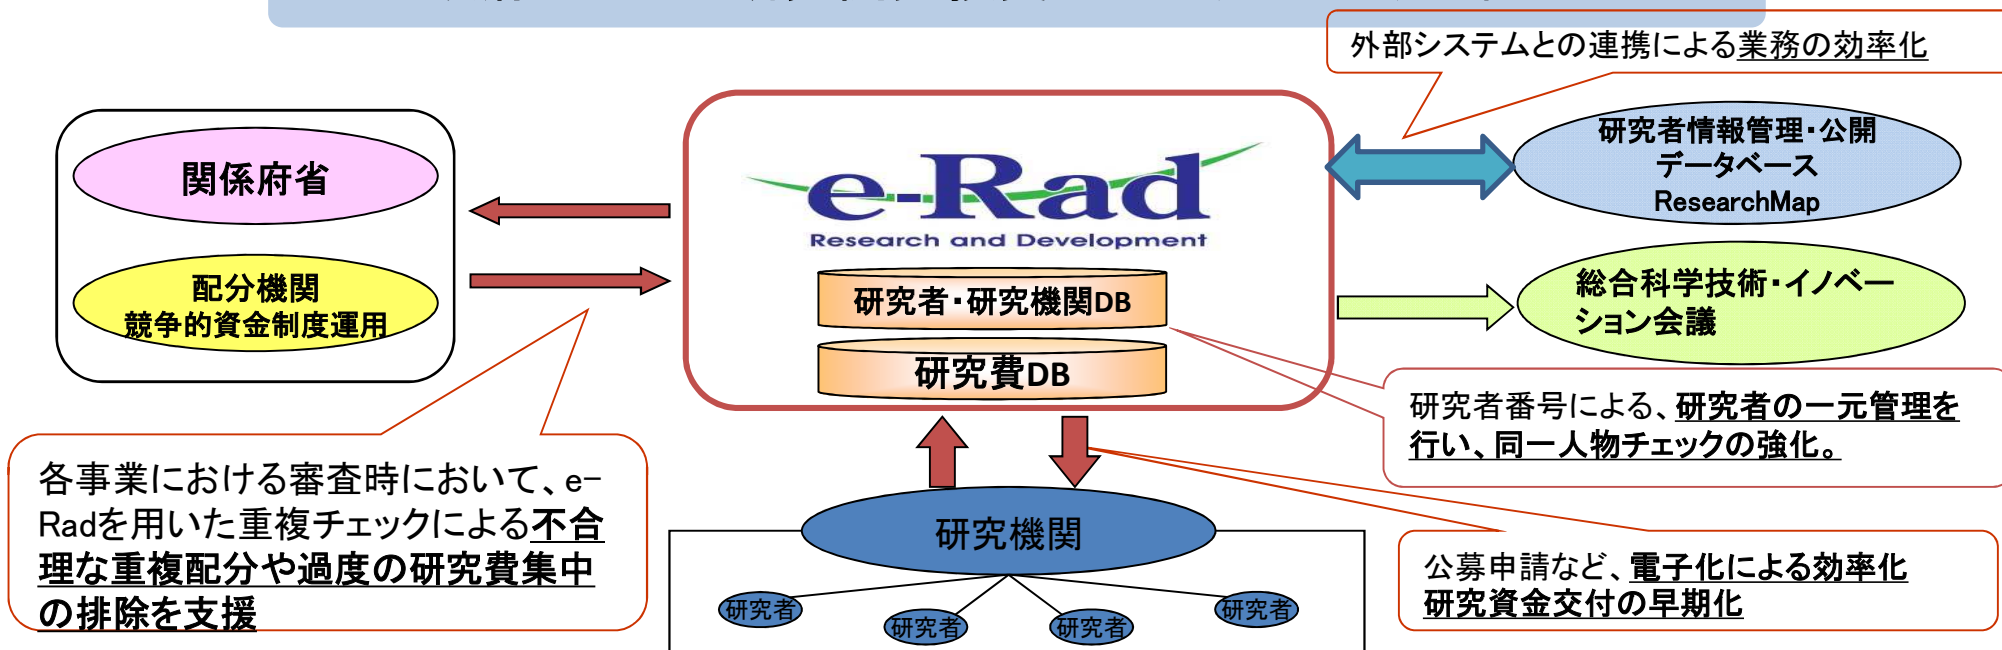 外部システムとの連携による業務の効率化
関係府省
配分機関
競争的資金制度運用
e-Rad
Research and Development
研究者・研究機関DB
研究費DB
研究者情報管理・公開
データベース
ResearchMap
総合科学技術・イノベー
ション会議
研究者番号による、研究者の一元管理を
行い、同一人物チェックの強化。
各事業における審査時において、e-
Radを用いた重複チェックによる不合
理な重複配分や過度の研究費集中
の排除を支援
研究機関
研究者
研究者
研究者
研究者
公募申請など、電子化による効率化
研究資金交付の早期化